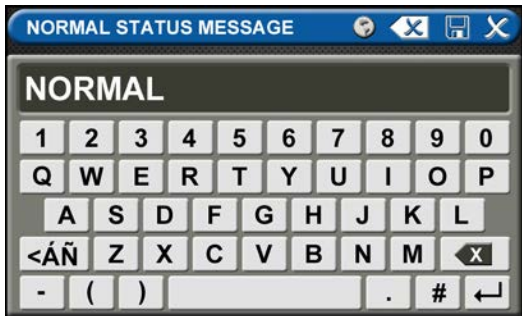 NORMAL STATUS MESSAGE
NORMAL
1 2 3 4 5 6 7 8 9 0
Q W E R T Y U I O P
A S D F G H J K L
<ÁÑ Z X C V B N M X
- ( ) . #